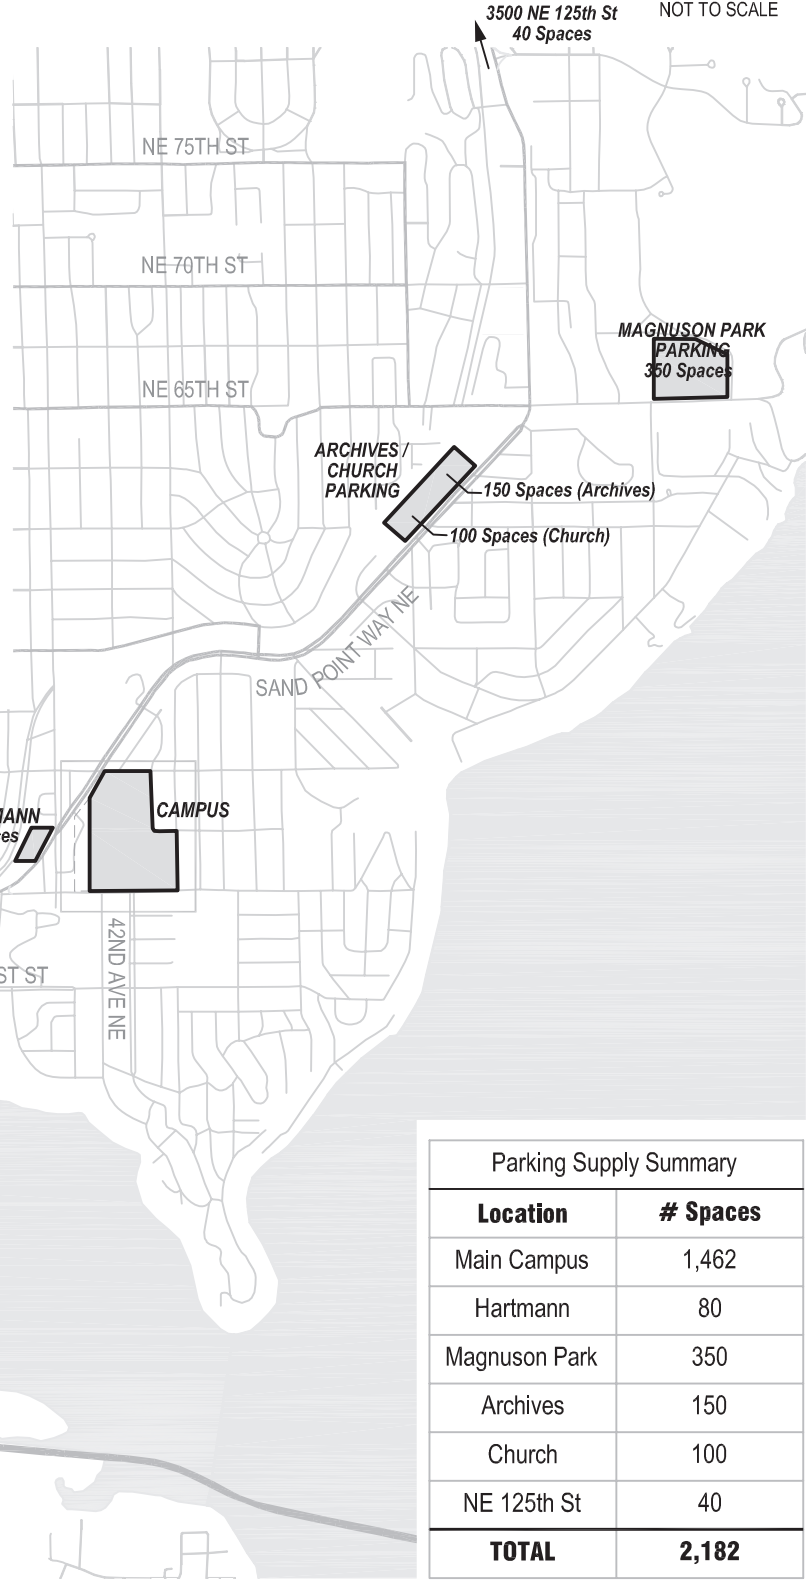 3500 NE 125th St
40 Spaces
NOT TO SCALE
NE 75TH ST
NE 70TH ST
MAGNUSON PARK
PARKING
350 Spaces
NE 65TH ST
ARCHIVES /
CHURCH
PARKING
150 Spaces (Archives)
100 Spaces (Church)
SAND POINT WAY NE
MANN
es
CAMPUS
42ND AVE NE
ST ST
Parking Supply Summary
Location # Spaces
Main Campus 1,462
Hartmann 80
Magnuson Park 350
Archives 150
Church 100
NE 125th St 40
TOTAL 2,182